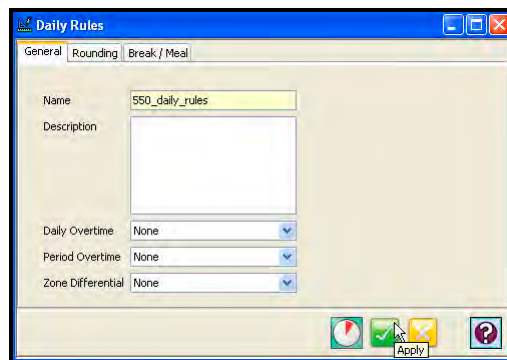 Daily Rules
General Rounding Break / Meal
Name 550_daily_rules
Description
Daily Overtime None
Period Overtime None
Zone Differential None
?
Apply